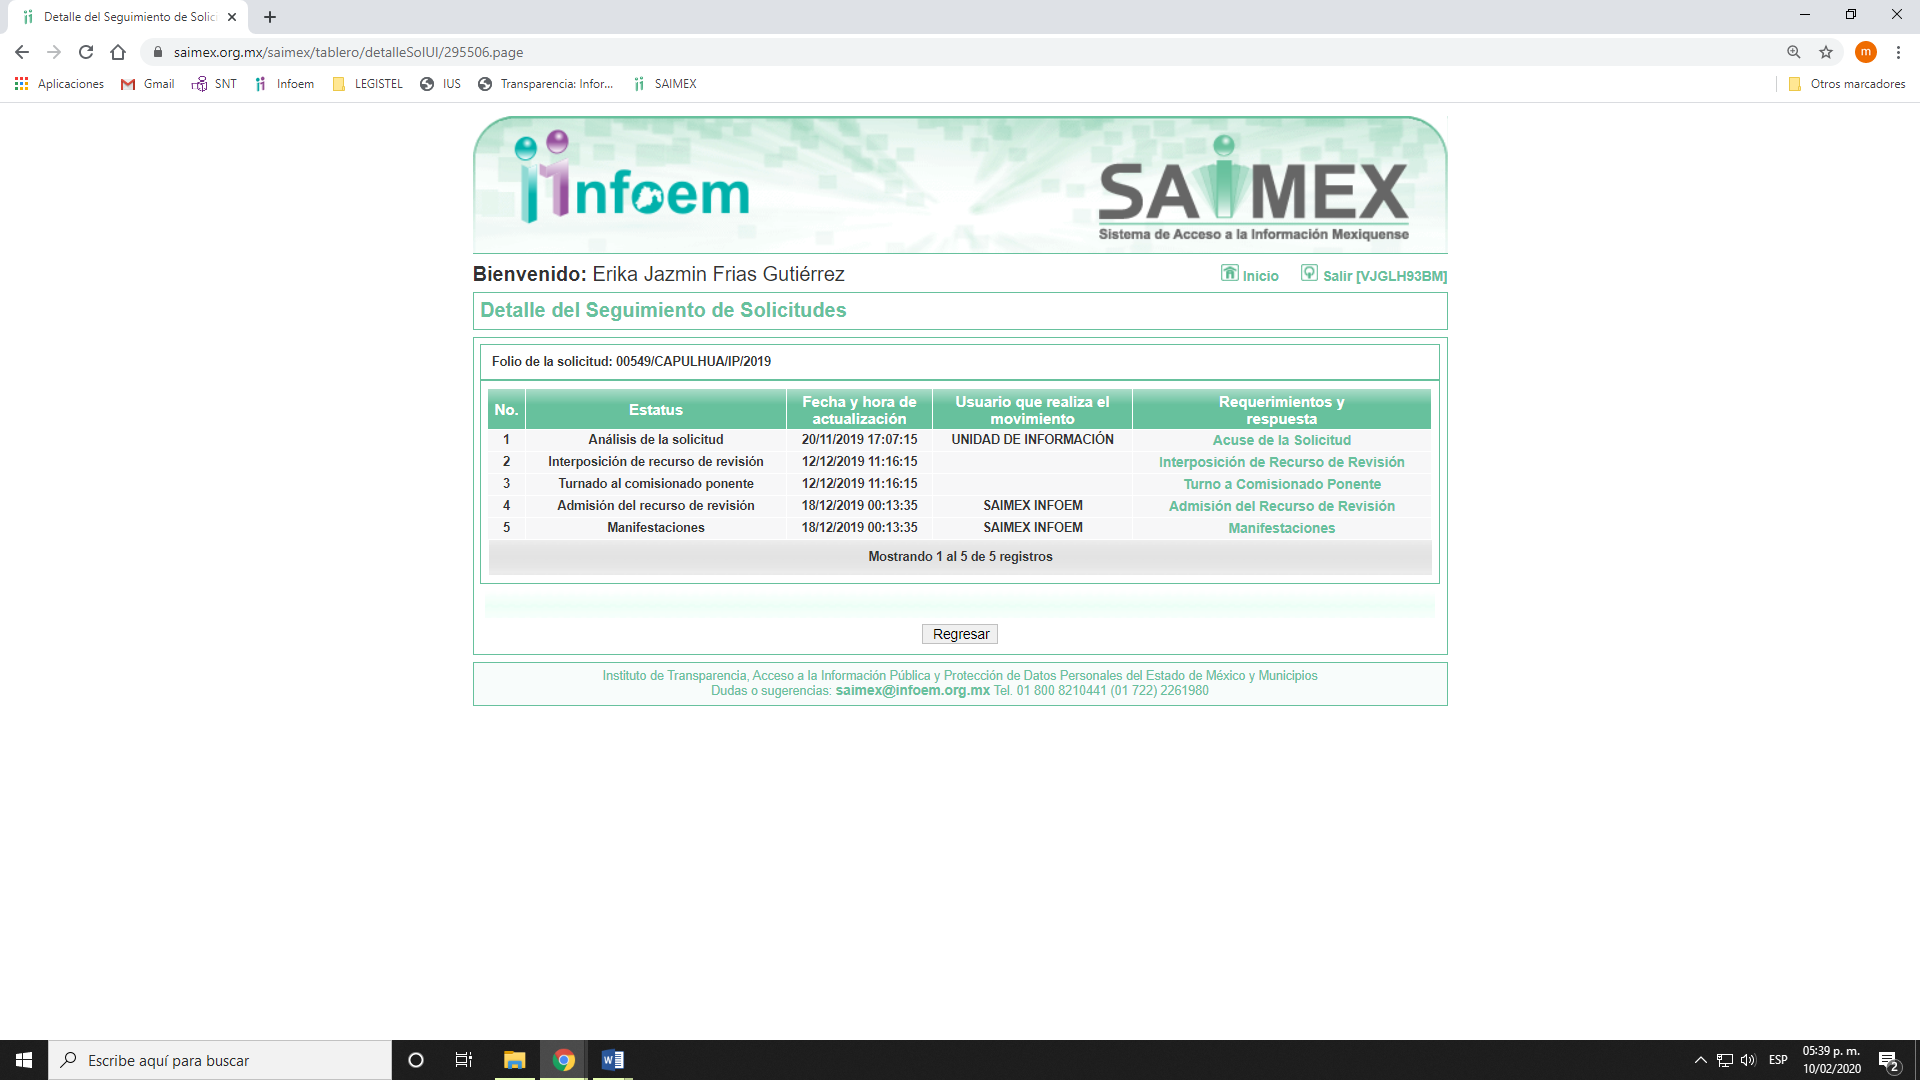 Detalle del Seguimiento de Solici
saimex.org.mx/saimex/tablero/detalleSolUI/295506.page
m
Aplicaciones Gmail SNT Infoem LEGISTEL IUS Transparencia: Infor... SAIMEX Otros marcadores
infoem
SAIMEX
Sistema de Acceso a la Información Mexiquense
Bienvenido: Erika Jazmin Frias Gutiérrez Inicio Salir [VJGLH93BM]
Detalle del Seguimiento de Solicitudes
Folio de la solicitud: 00549/CAPULHUA/IP/2019
No. Estatus Fecha y hora de actualización Usuario que realiza el movimiento Requerimientos y respuesta
1 Análisis de la solicitud 20/11/2019 17:07:15 UNIDAD DE INFORMACIÓN Acuse de la Solicitud
2 Interposición de recurso de revisión 12/12/2019 11:16:15 Interposición de Recurso de Revisión
3 Turnado al comisionado ponente 12/12/2019 11:16:15 Turno a Comisionado Ponente
4 Admisión del recurso de revisión 18/12/2019 00:13:35 SAIMEX INFOEM Admisión del Recurso de Revisión
5 Manifestaciones 18/12/2019 00:13:35 SAIMEX INFOEM Manifestaciones
Mostrando 1 al 5 de 5 registros
Regresar
Instituto de Transparencia, Acceso a la Información Pública y Protección de Datos Personales del Estado de México y Municipios
Dudas o sugerencias: saimex@infoem.org.mx Tel. 01 800 8210441 (01 722) 2261980
Escribe aquí para buscar
ESP
05:39 p. m.
10/02/2020
2